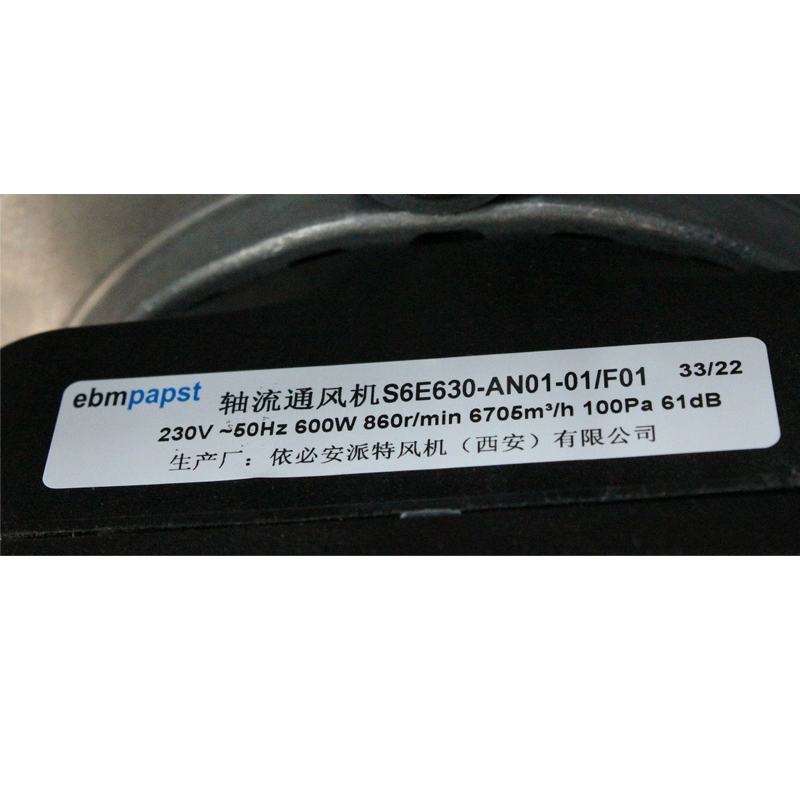 ebmpapst 轴流通风机S6E630-AN01-01/F01 33/22
230V ~50Hz 600W 860r/min 6705m³/h 100Pa 61dB
生产厂：依必安派特风机（西安）有限公司